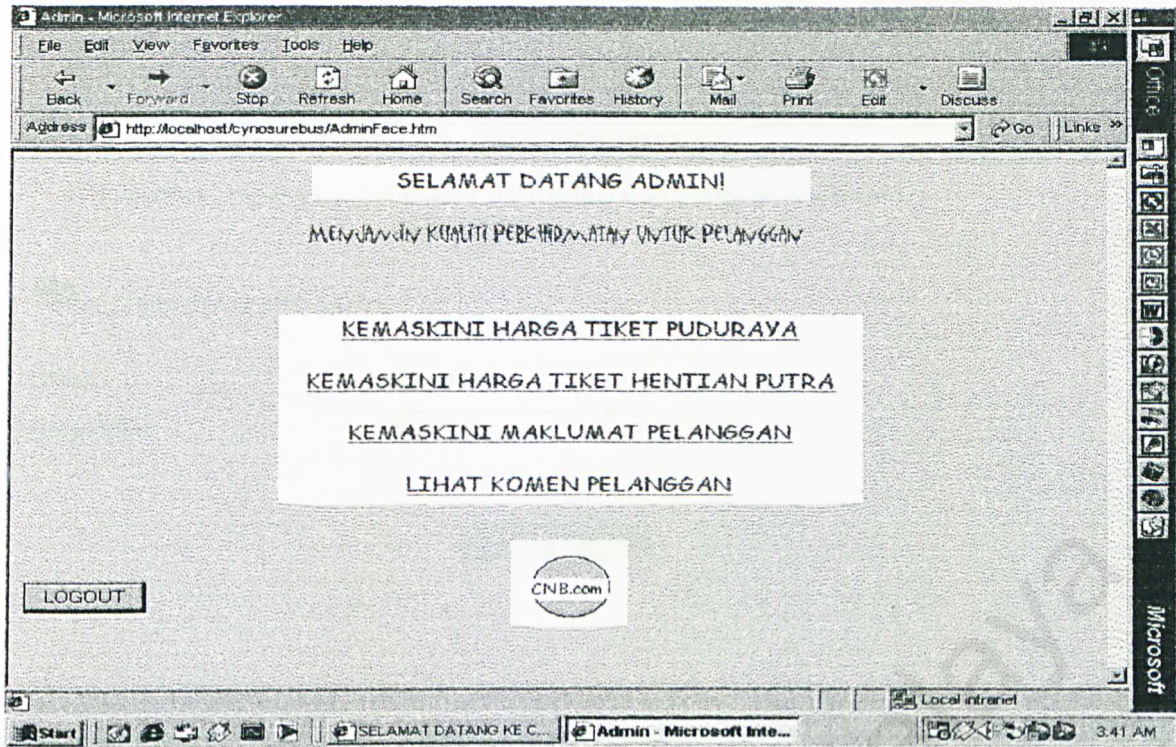 Admin - Microsoft Internet Explorer
File Edit View Favorites Tools Help
Back Forward Stop Refresh Home Search Favorites History Mail Print Edit Discuss
Address http://localhost/cynosurebus/AdminFace.htm Go Links »
Office
SELAMAT DATANG ADMIN!
MENJAMIN KUALITI PERKHIDMATAN UNTUK PELANGGAN
KEMASKINI HARGA TIKET PUDURAYA
KEMASKINI HARGA TIKET HENTIAN PUTRA
KEMASKINI MAKLUMAT PELANGGAN
LIHAT KOMEN PELANGGAN
CNB.com
LOGOUT
Microsoft
Local intranet
Start SELAMAT DATANG KE C... Admin - Microsoft Inte... 3:41 AM